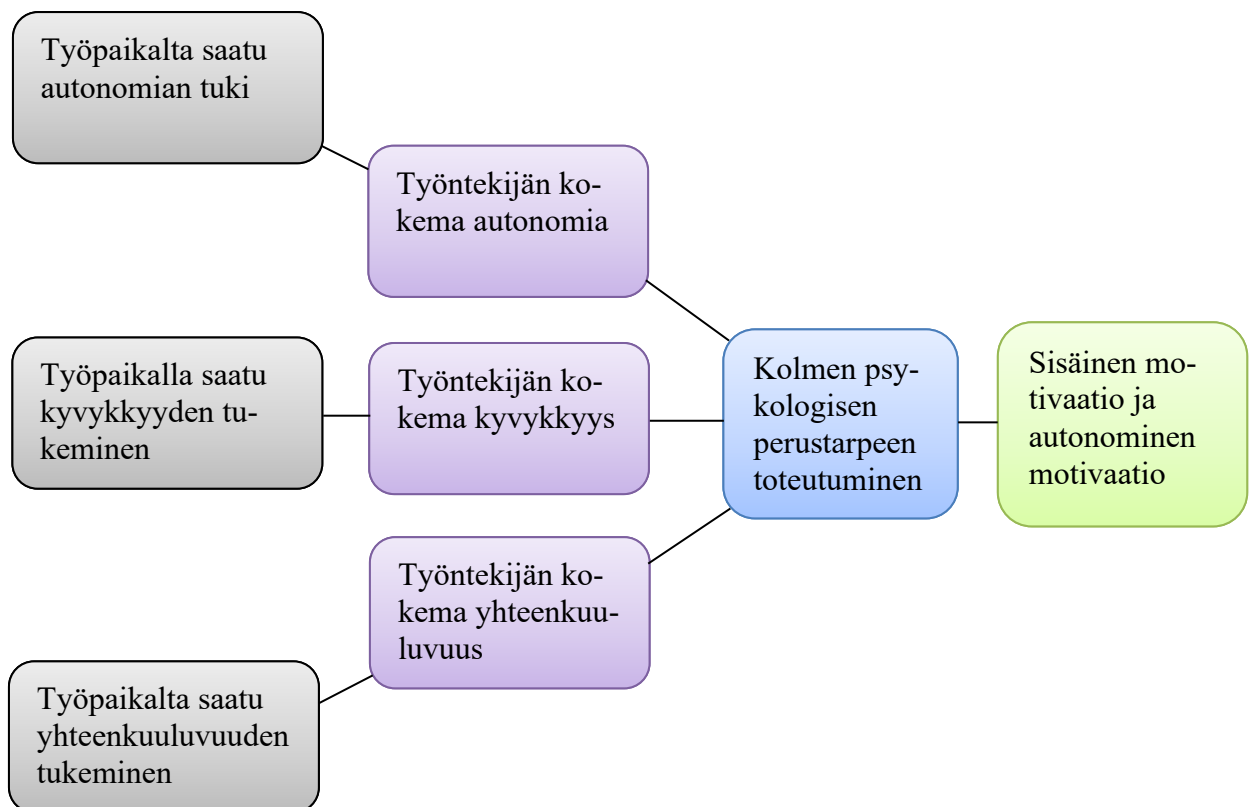 Työpaikalta saatu
autonomian tuki
Työntekijän ko-
kema autonomia
Työpaikalla saatu
kyvykkyyden tu-
keminen
Työntekijän ko-
kema kyvykkyys
Kolmen psy-
kologisen
perustarpeen
toteutuminen
Sisäinen mo-
tivaatio ja
autonominen
motivaatio
Työntekijän ko-
kema yhteenkuu-
luvuus
Työpaikalta saatu
yhteenkuuluvuuden
tukeminen